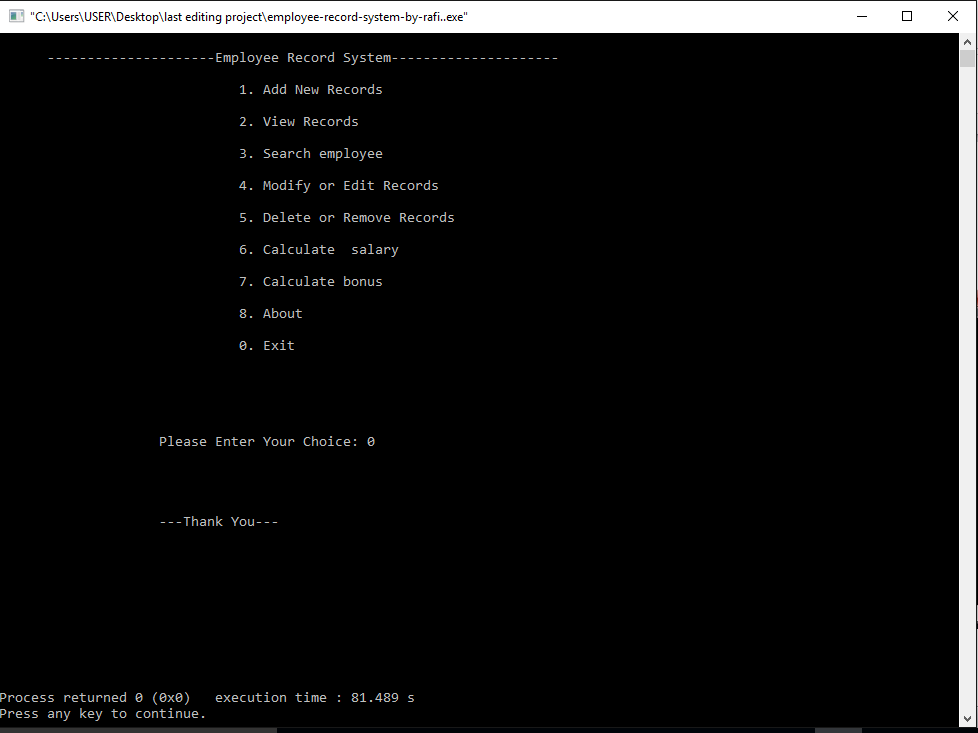 "C:\Users\USER\Desktop\last editing project\employee-record-system-by-rafi..exe"
---------------------Employee Record System---------------------
1. Add New Records
2. View Records
3. Search employee
4. Modify or Edit Records
5. Delete or Remove Records
6. Calculate  salary
7. Calculate bonus
8. About
0. Exit
Please Enter Your Choice: 0
---Thank You---
Process returned 0 (0x0)   execution time : 81.489 s
Press any key to continue.